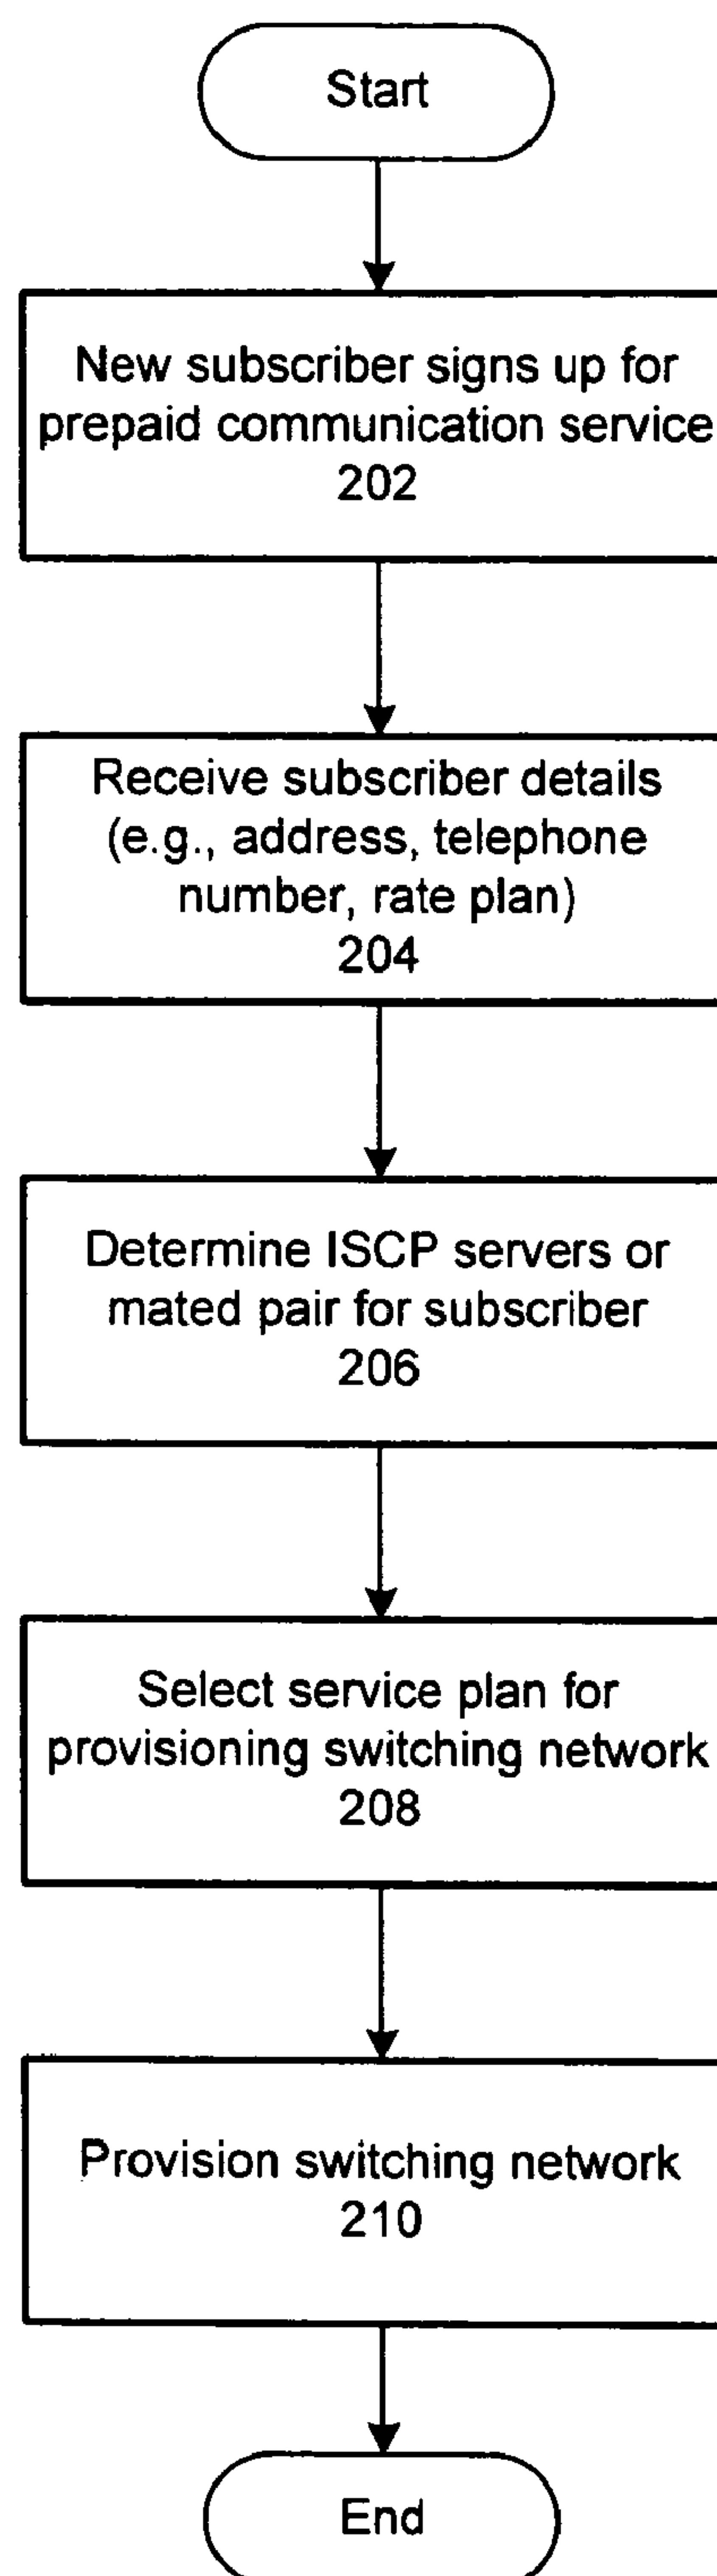 Start
New subscriber signs up for
prepaid communication service
202
Receive subscriber details
(e.g., address, telephone
number, rate plan)
204
Determine ISCP servers or
mated pair for subscriber
206
Select service plan for
provisioning switching network
208
Provision switching network
210
End